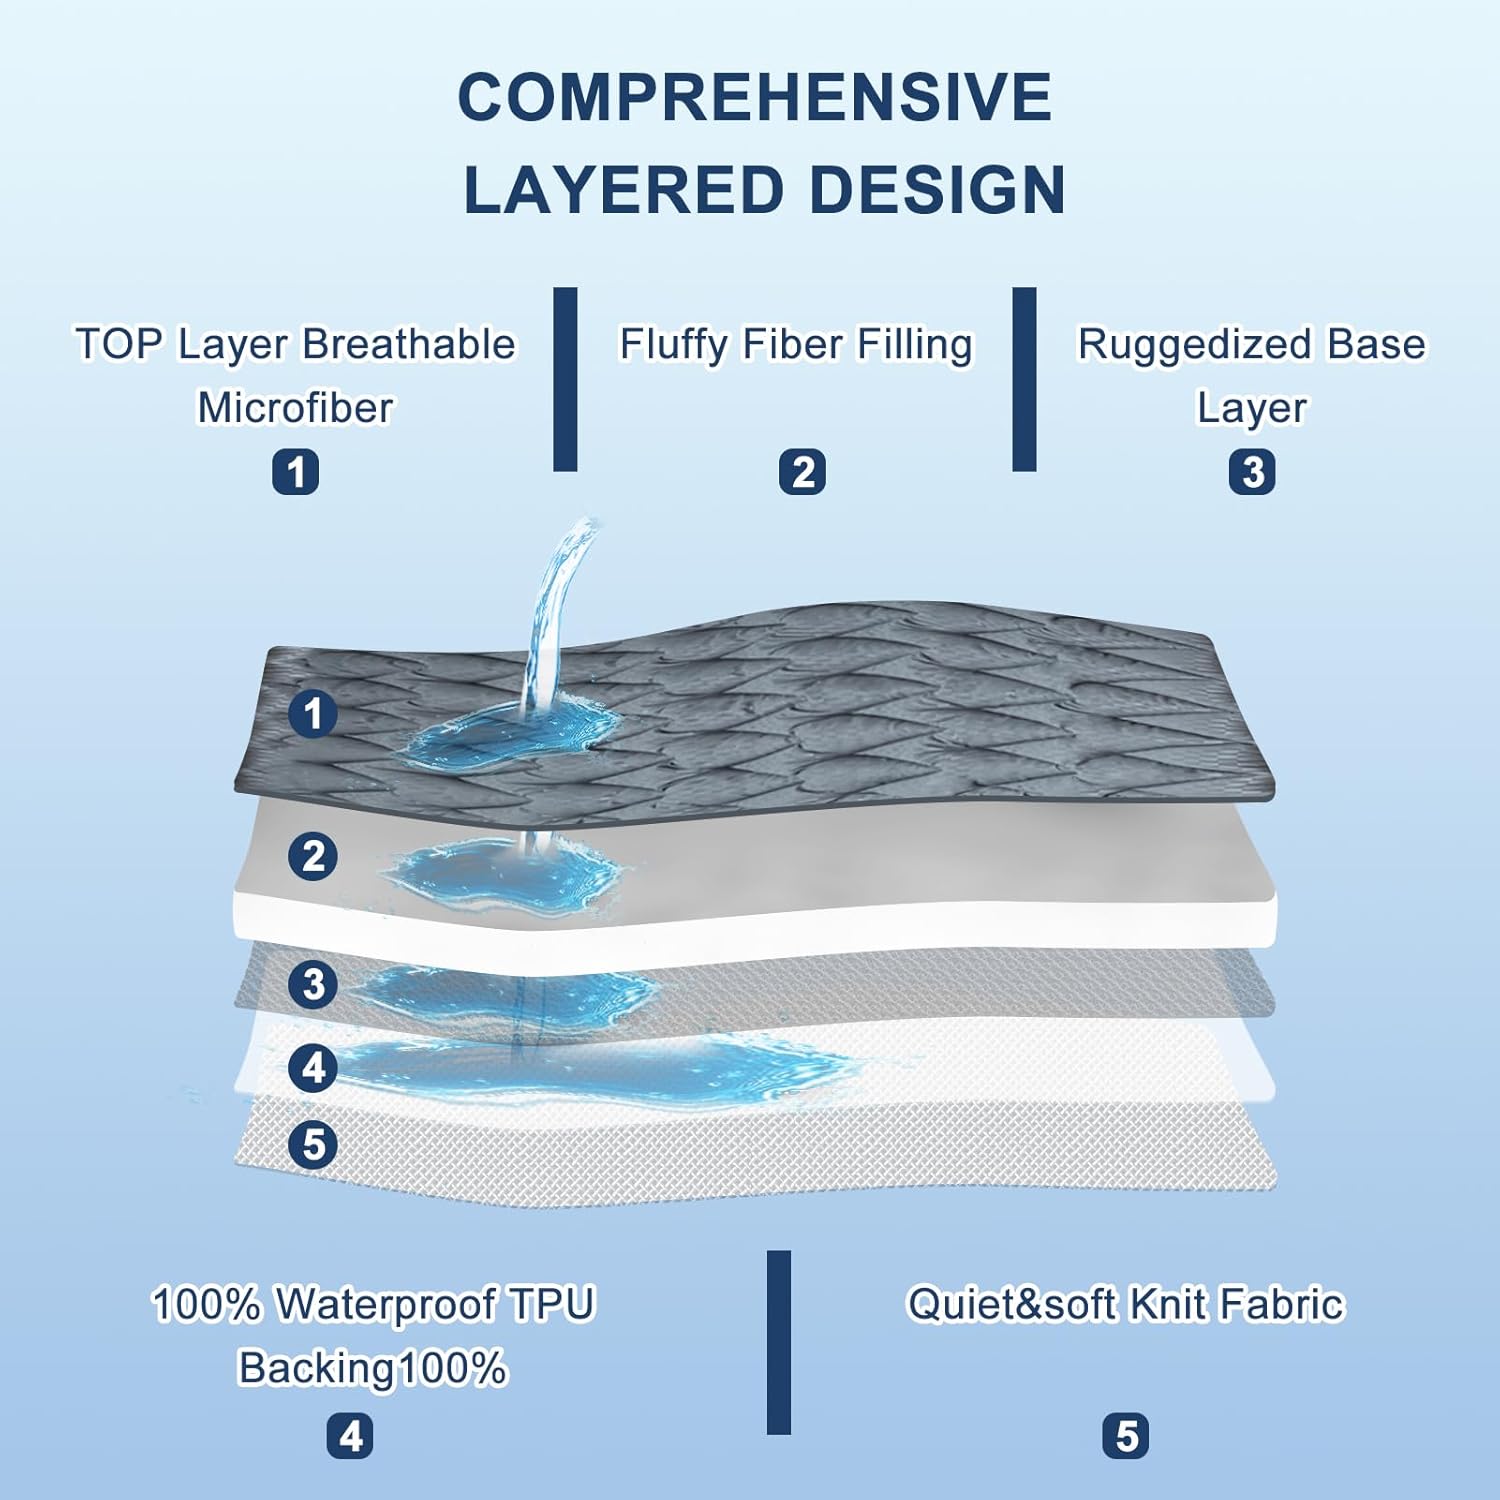 COMPREHENSIVE
LAYERED DESIGN
TOP Layer Breathable
Microfiber
1
Fluffy Fiber Filling
2
Ruggedized Base
Layer
3
1
2
3
4
5
100% Waterproof TPU
Backing100%
4
Quiet&soft Knit Fabric
5